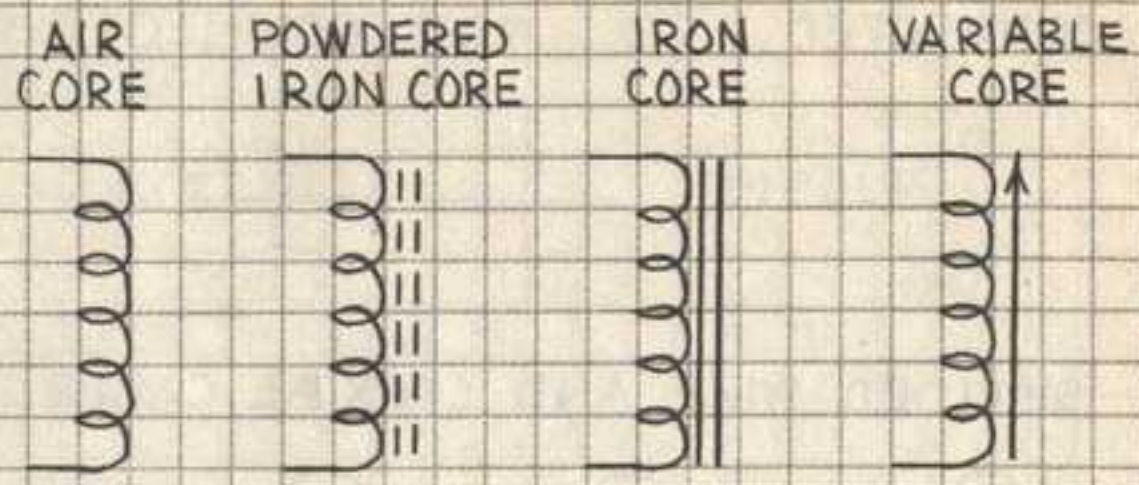 AIR
CORE
POWDERED
IRON CORE
IRON
CORE
VARIABLE
CORE